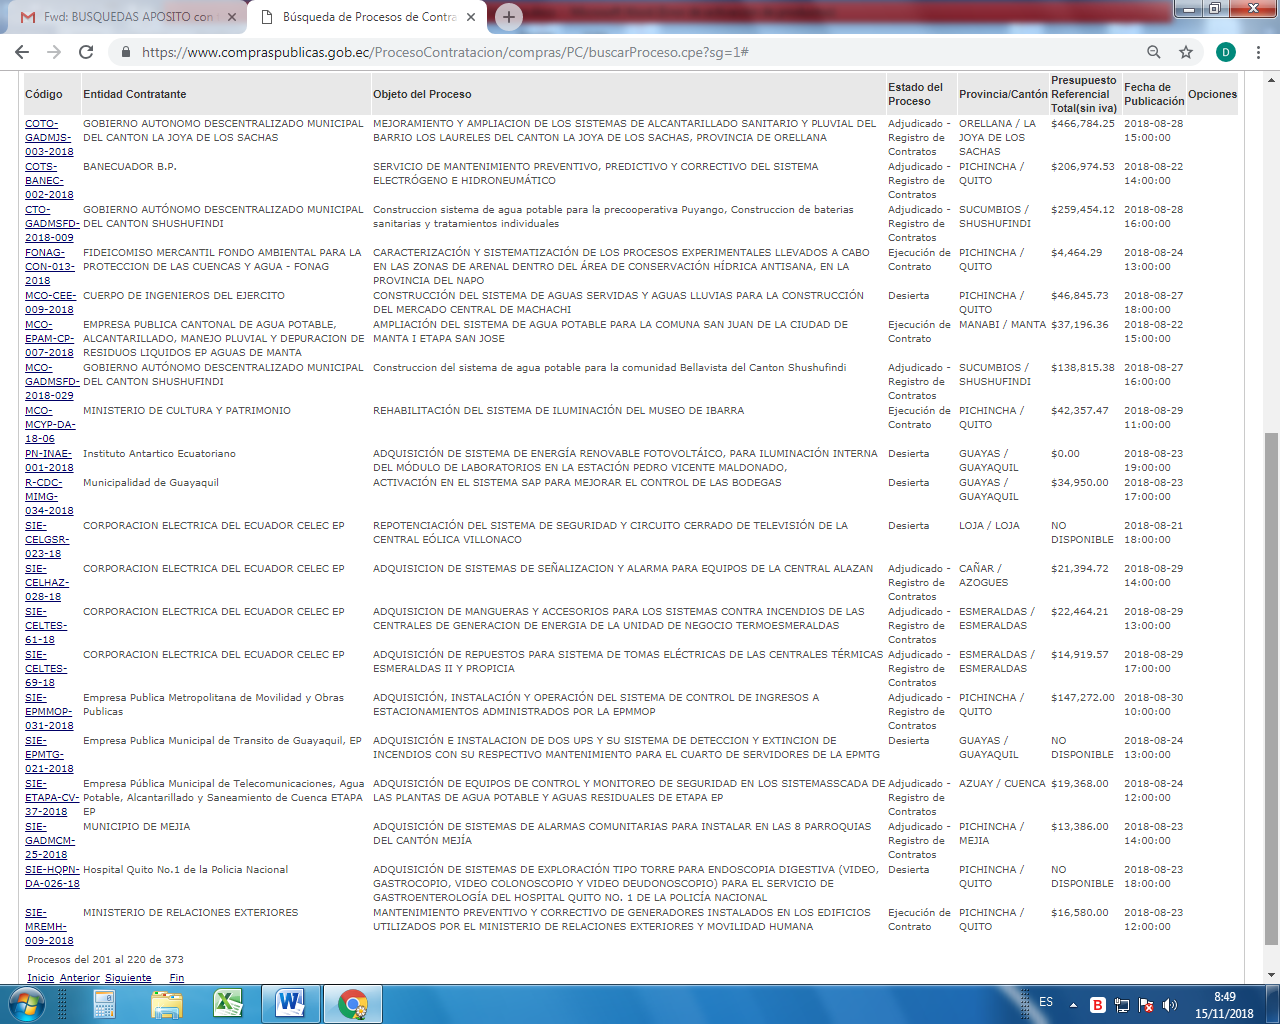 Fwd: BUSQUEDAS APOSITO con
Búsqueda de Procesos de Contra
https://www.compraspublicas.gob.ec/ProcesoContratacion/compras/PC/buscarProceso.cpe?sg=1#
D
Código Entidad Contratante Objeto del Proceso Estado del Proceso Provincia/Cantón Presupuesto Referencial Total(sin iva) Fecha de Publicación Opciones
COTO-GADMJS-003-2018 GOBIERNO AUTONOMO DESCENTRALIZADO MUNICIPAL DEL CANTON LA JOYA DE LOS SACHAS MEJORAMIENTO Y AMPLIACION DE LOS SISTEMAS DE ALCANTARILLADO SANITARIO Y PLUVIAL DEL BARRIO LOS LAURELES DEL CANTON LA JOYA DE LOS SACHAS, PROVINCIA DE ORELLANA Adjudicado - Registro de Contratos ORELLANA / LA JOYA DE LOS SACHAS $466,784.25 2018-08-28 15:00:00
COTS-BANEC-002-2018 BANECUADOR B.P. SERVICIO DE MANTENIMIENTO PREVENTIVO, PREDICTIVO Y CORRECTIVO DEL SISTEMA ELECTRÓGENO E HIDRONEUMÁTICO Adjudicado - Registro de Contratos PICHINCHA / QUITO $206,974.53 2018-08-22 14:00:00
CTO-GADMSFD-2018-009 GOBIERNO AUTÓNOMO DESCENTRALIZADO MUNICIPAL DEL CANTON SHUSHUFINDI Construccion sistema de agua potable para la precooperativa Puyango, Construccion de baterias sanitarias y tratamientos individuales Adjudicado - Registro de Contratos SUCUMBIOS / SHUSHUFINDI $259,454.12 2018-08-28 16:00:00
FONAG-CON-013-2018 FIDEICOMISO MERCANTIL FONDO AMBIENTAL PARA LA PROTECCION DE LAS CUENCAS Y AGUA - FONAG CARACTERIZACIÓN Y SISTEMATIZACIÓN DE LOS PROCESOS EXPERIMENTALES LLEVADOS A CABO EN LAS ZONAS DE ARENAL DENTRO DEL ÁREA DE CONSERVACIÓN HÍDRICA ANTISANA, EN LA PROVINCIA DEL NAPO Ejecución de Contrato PICHINCHA / QUITO $4,464.29 2018-08-24 13:00:00
MCO-CEE-009-2018 CUERPO DE INGENIEROS DEL EJERCITO CONSTRUCCIÓN DEL SISTEMA DE AGUAS SERVIDAS Y AGUAS LLUVIAS PARA LA CONSTRUCCIÓN DEL MERCADO CENTRAL DE MACHACHI Desierta PICHINCHA / QUITO $46,845.73 2018-08-27 18:00:00
MCO-EPAM-CP-007-2018 EMPRESA PUBLICA CANTONAL DE AGUA POTABLE, ALCANTARILLADO, MANEJO PLUVIAL Y DEPURACION DE RESIDUOS LIQUIDOS EP AGUAS DE MANTA AMPLIACIÓN DEL SISTEMA DE AGUA POTABLE PARA LA COMUNA SAN JUAN DE LA CIUDAD DE MANTA I ETAPA SAN JOSE Ejecución de Contrato MANABI / MANTA $37,196.36 2018-08-22 15:00:00
MCO-GADMSFD-2018-029 GOBIERNO AUTÓNOMO DESCENTRALIZADO MUNICIPAL DEL CANTON SHUSHUFINDI Construccion del sistema de agua potable para la comunidad Bellavista del Canton Shushufindi Adjudicado - Registro de Contratos SUCUMBIOS / SHUSHUFINDI $138,815.38 2018-08-27 16:00:00
MCO-MCYP-DA-18-06 MINISTERIO DE CULTURA Y PATRIMONIO REHABILITACIÓN DEL SISTEMA DE ILUMINACIÓN DEL MUSEO DE IBARRA Ejecución de Contrato PICHINCHA / QUITO $42,357.47 2018-08-29 11:00:00
PN-INAE-001-2018 Instituto Antartico Ecuatoriano ADQUISICIÓN DE SISTEMA DE ENERGÍA RENOVABLE FOTOVOLTÁICO, PARA ILUMINACIÓN INTERNA DEL MÓDULO DE LABORATORIOS EN LA ESTACIÓN PEDRO VICENTE MALDONADO, Desierta GUAYAS / GUAYAQUIL $0.00 2018-08-23 19:00:00
R-CDC-MIMG-034-2018 Municipalidad de Guayaquil ACTIVACIÓN EN EL SISTEMA SAP PARA MEJORAR EL CONTROL DE LAS BODEGAS Desierta GUAYAS / GUAYAQUIL $34,950.00 2018-08-23 17:00:00
SIE-CELGSR-023-18 CORPORACION ELECTRICA DEL ECUADOR CELEC EP REPOTENCIACIÓN DEL SISTEMA DE SEGURIDAD Y CIRCUITO CERRADO DE TELEVISIÓN DE LA CENTRAL EÓLICA VILLONACO Desierta LOJA / LOJA NO DISPONIBLE 2018-08-21 18:00:00
SIE-CELHAZ-028-18 CORPORACION ELECTRICA DEL ECUADOR CELEC EP ADQUISICION DE SISTEMAS DE SEÑALIZACION Y ALARMA PARA EQUIPOS DE LA CENTRAL ALAZAN Adjudicado - Registro de Contratos CAÑAR / AZOGUES $21,394.72 2018-08-29 14:00:00
SIE-CELTES-61-18 CORPORACION ELECTRICA DEL ECUADOR CELEC EP ADQUISICION DE MANGUERAS Y ACCESORIOS PARA LOS SISTEMAS CONTRA INCENDIOS DE LAS CENTRALES DE GENERACION DE ENERGIA DE LA UNIDAD DE NEGOCIO TERMOESMERALDAS Adjudicado - Registro de Contratos ESMERALDAS / ESMERALDAS $22,464.21 2018-08-29 13:00:00
SIE-CELTES-69-18 CORPORACION ELECTRICA DEL ECUADOR CELEC EP ADQUISICIÓN DE REPUESTOS PARA SISTEMA DE TOMAS ELÉCTRICAS DE LAS CENTRALES TÉRMICAS ESMERALDAS II Y PROPICIA Adjudicado - Registro de Contratos ESMERALDAS / ESMERALDAS $14,919.57 2018-08-29 17:00:00
SIE-EPMMOP-031-2018 Empresa Publica Metropolitana de Movilidad y Obras Publicas ADQUISICIÓN, INSTALACIÓN Y OPERACIÓN DEL SISTEMA DE CONTROL DE INGRESOS A ESTACIONAMIENTOS ADMINISTRADOS POR LA EPMMOP Adjudicado - Registro de Contratos PICHINCHA / QUITO $147,272.00 2018-08-30 10:00:00
SIE-EPMTG-021-2018 Empresa Publica Municipal de Transito de Guayaquil, EP ADQUISICIÓN E INSTALACION DE DOS UPS Y SU SISTEMA DE DETECCION Y EXTINCION DE INCENDIOS CON SU RESPECTIVO MANTENIMIENTO PARA EL CUARTO DE SERVIDORES DE LA EPMTG Desierta GUAYAS / GUAYAQUIL NO DISPONIBLE 2018-08-24 13:00:00
SIE-ETAPA-CV-37-2018 Empresa Pública Municipal de Telecomunicaciones, Agua Potable, Alcantarillado y Saneamiento de Cuenca ETAPA EP ADQUISICIÓN DE EQUIPOS DE CONTROL Y MONITOREO DE SEGURIDAD EN LOS SISTEMASSCADA DE LAS PLANTAS DE AGUA POTABLE Y AGUAS RESIDUALES DE ETAPA EP Adjudicado - Registro de Contratos AZUAY / CUENCA $19,368.00 2018-08-24 12:00:00
SIE-GADMCM-25-2018 MUNICIPIO DE MEJIA ADQUISICIÓN DE SISTEMAS DE ALARMAS COMUNITARIAS PARA INSTALAR EN LAS 8 PARROQUIAS DEL CANTÓN MEJÍA Adjudicado - Registro de Contratos PICHINCHA / MEJIA $13,386.00 2018-08-23 14:00:00
SIE-HQPN-DA-026-18 Hospital Quito No.1 de la Policia Nacional ADQUISICIÓN DE SISTEMAS DE EXPLORACIÓN TIPO TORRE PARA ENDOSCOPIA DIGESTIVA (VIDEO, GASTROCOPIO, VIDEO COLONOSCOPIO Y VIDEO DEUDONOSCOPIO) PARA EL SERVICIO DE GASTROENTEROLOGÍA DEL HOSPITAL QUITO NO. 1 DE LA POLICÍA NACIONAL Desierta PICHINCHA / QUITO NO DISPONIBLE 2018-08-23 18:00:00
SIE-MREMH-009-2018 MINISTERIO DE RELACIONES EXTERIORES MANTENIMIENTO PREVENTIVO Y CORRECTIVO DE GENERADORES INSTALADOS EN LOS EDIFICIOS UTILIZADOS POR EL MINISTERIO DE RELACIONES EXTERIORES Y MOVILIDAD HUMANA Ejecución de Contrato PICHINCHA / QUITO $16,580.00 2018-08-23 12:00:00
Procesos del 201 al 220 de 373
Inicio Anterior Siguiente Fin
ES
8:49
15/11/2018